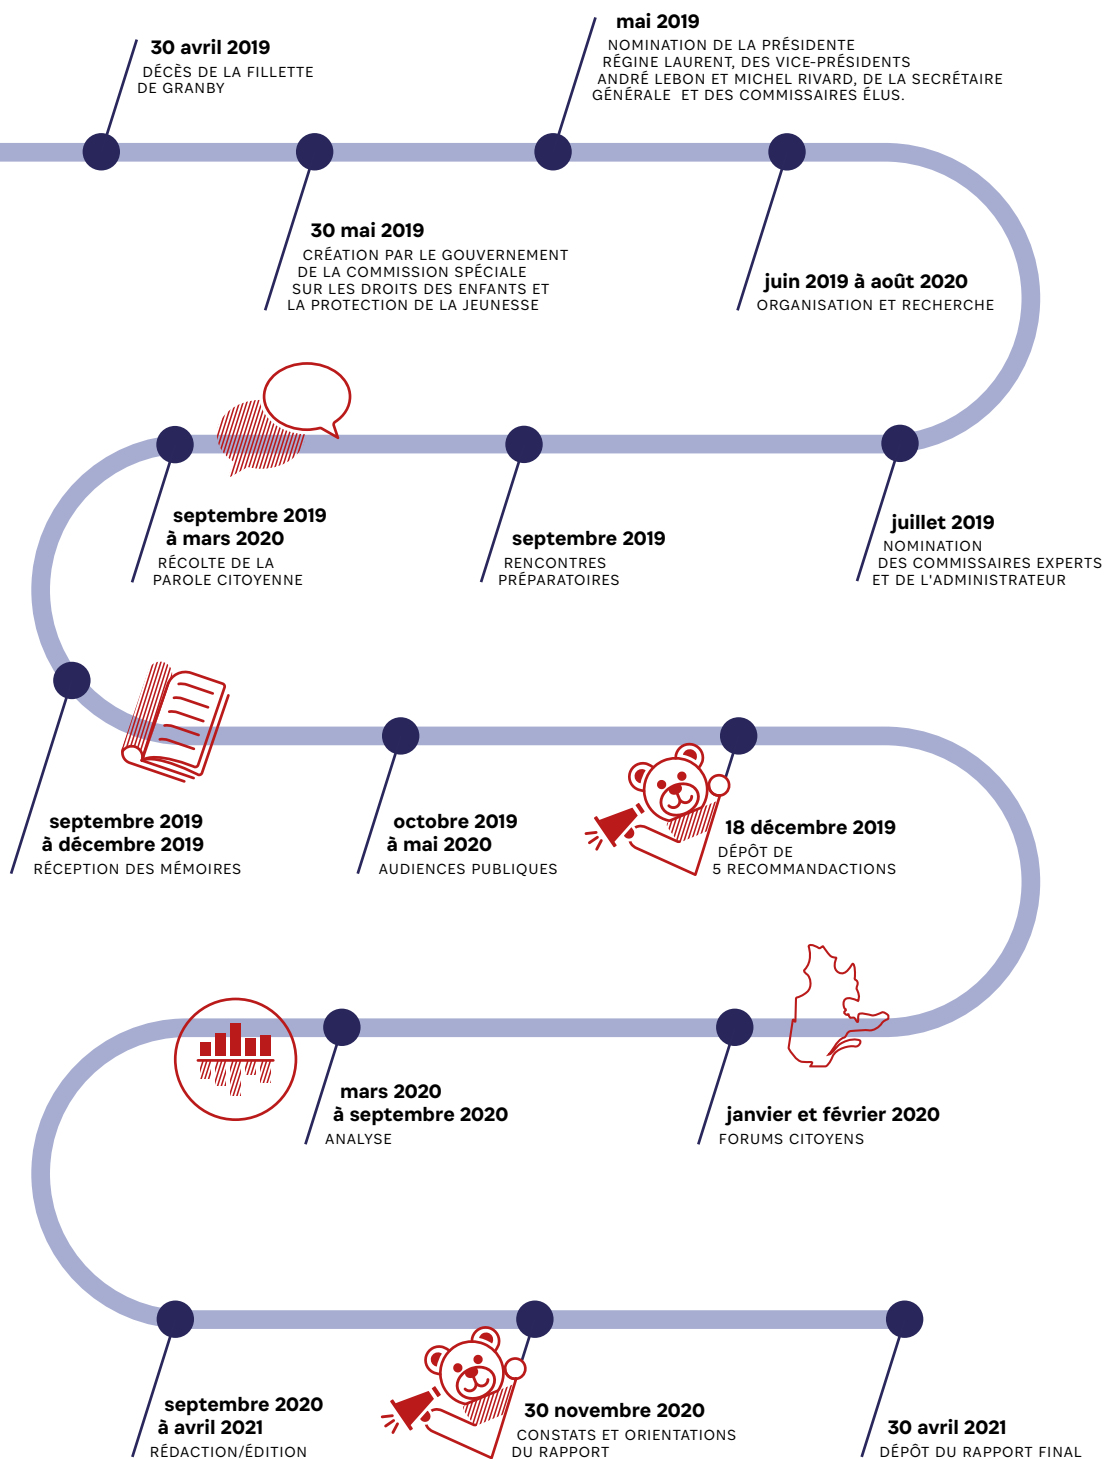 30 avril 2019
DÉCÈS DE LA FILLETTE
DE GRANBY
30 mai 2019
CRÉATION PAR LE GOUVERNEMENT
DE LA COMMISSION SPÉCIALE
SUR LES DROITS DES ENFANTS ET
LA PROTECTION DE LA JEUNESSE
mai 2019
NOMINATION DE LA PRÉSIDENTE
RÉGINE LAURENT, DES VICE-PRÉSIDENTS
ANDRÉ LEBON ET MICHEL RIVARD, DE LA SECRÉTAIRE
GÉNÉRALE ET DES COMMISSAIRES ÉLUS.
juin 2019 à août 2020
ORGANISATION ET RECHERCHE
juillet 2019
NOMINATION
DES COMMISSAIRES EXPERTS
ET DE L'ADMINISTRATEUR
septembre 2019
RENCONTRES
PRÉPARATOIRES
septembre 2019
à mars 2020
RÉCOLTE DE LA
PAROLE CITOYENNE
septembre 2019
à décembre 2019
RÉCEPTION DES MÉMOIRES
octobre 2019
à mai 2020
AUDIENCES PUBLIQUES
18 décembre 2019
DÉPÔT DE
5 RECOMMANDACTIONS
janvier et février 2020
FORUMS CITOYENS
mars 2020
à septembre 2020
ANALYSE
septembre 2020
à avril 2021
RÉDACTION/ÉDITION
30 novembre 2020
CONSTATS ET ORIENTATIONS
DU RAPPORT
30 avril 2021
DÉPÔT DU RAPPORT FINAL